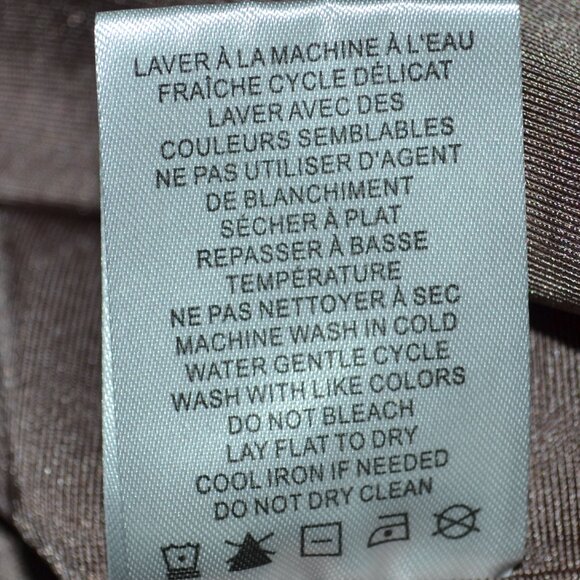 LAVER À LA MACHINE À L'EAU
FRAÎCHE CYCLE DÉLICAT
LAVER AVEC DES
COULEURS SEMBLABLES
NE PAS UTILISER D'AGENT
DE BLANCHIMENT
SÉCHER À PLAT
REPASSER À BASSE
TEMPÉRATURE
NE PAS NETTOYER À SEC
MACHINE WASH IN COLD
WATER GENTLE CYCLE
WASH WITH LIKE COLORS
DO NOT BLEACH
LAY FLAT TO DRY
COOL IRON IF NEEDED
DO NOT DRY CLEAN